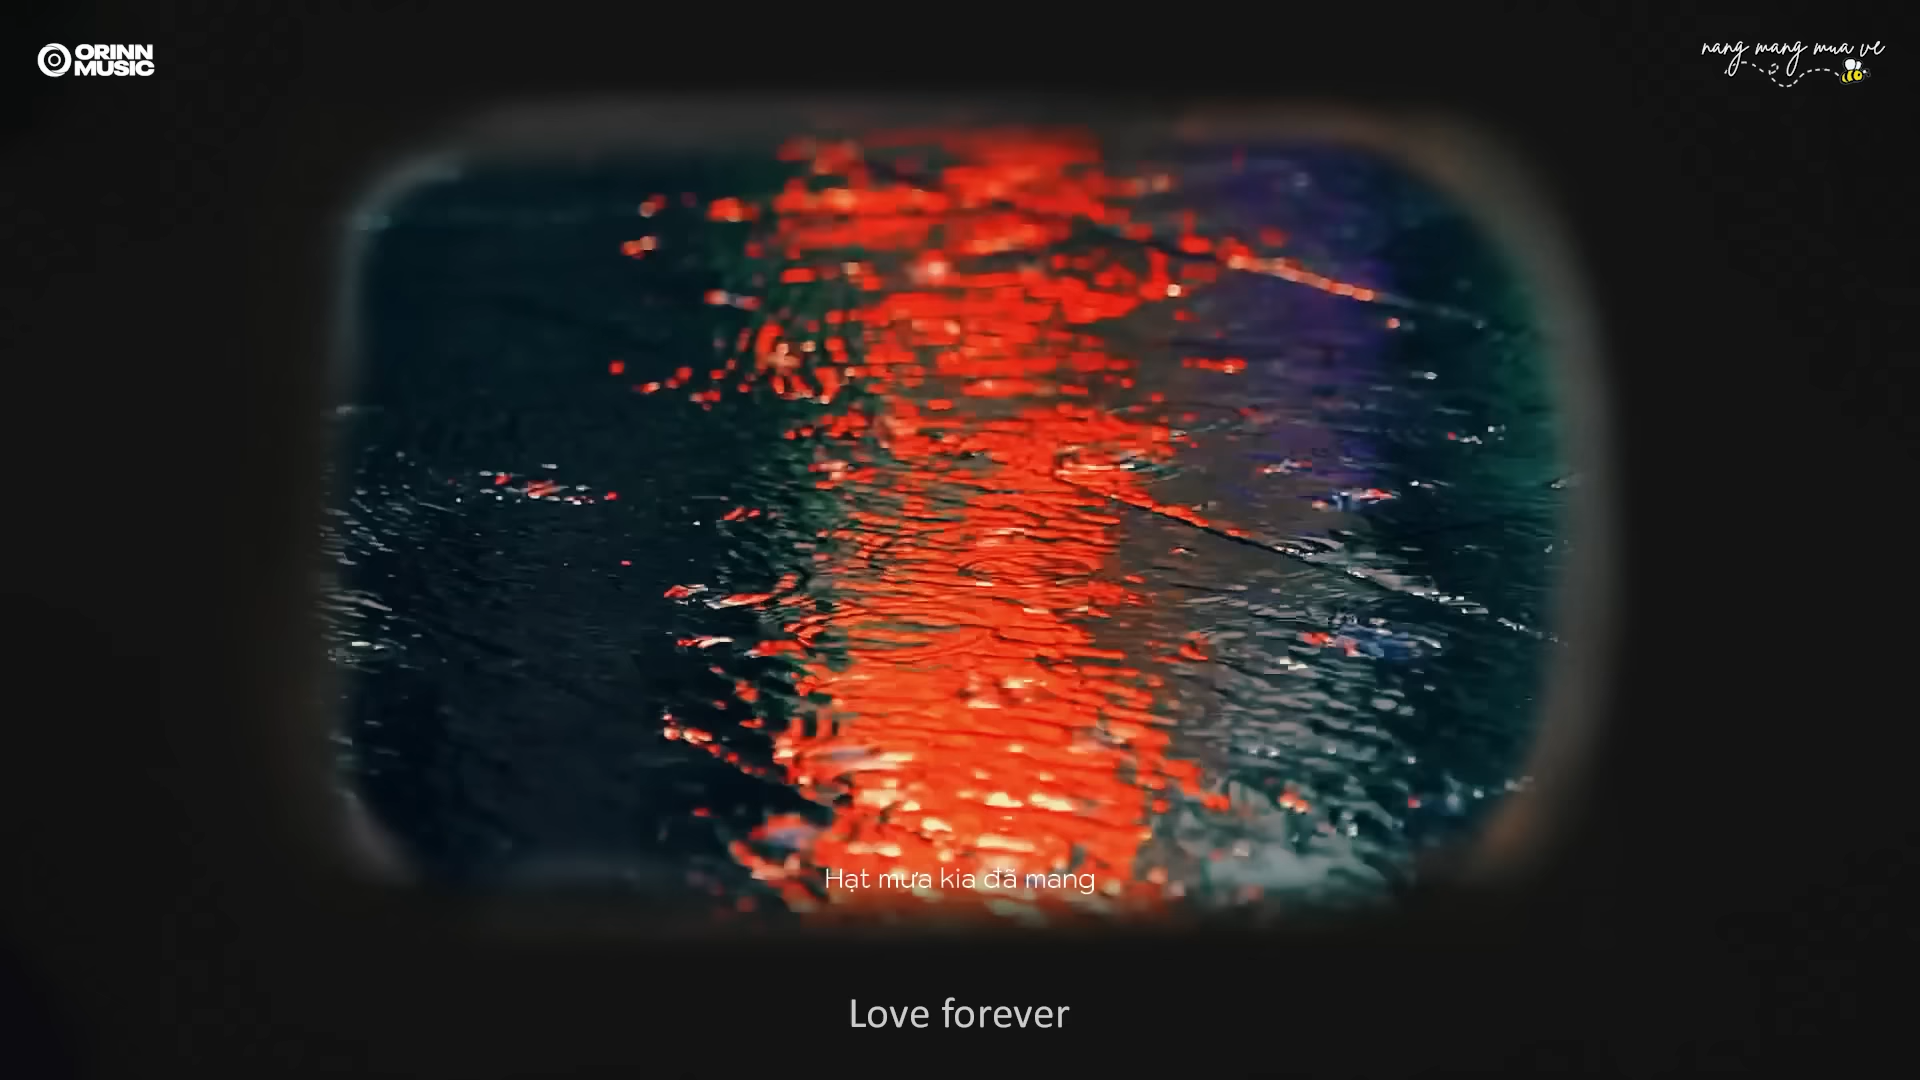 ORINN
MUSIC
nang mang mua ve
Hạt mưa kia đã mang
Love forever